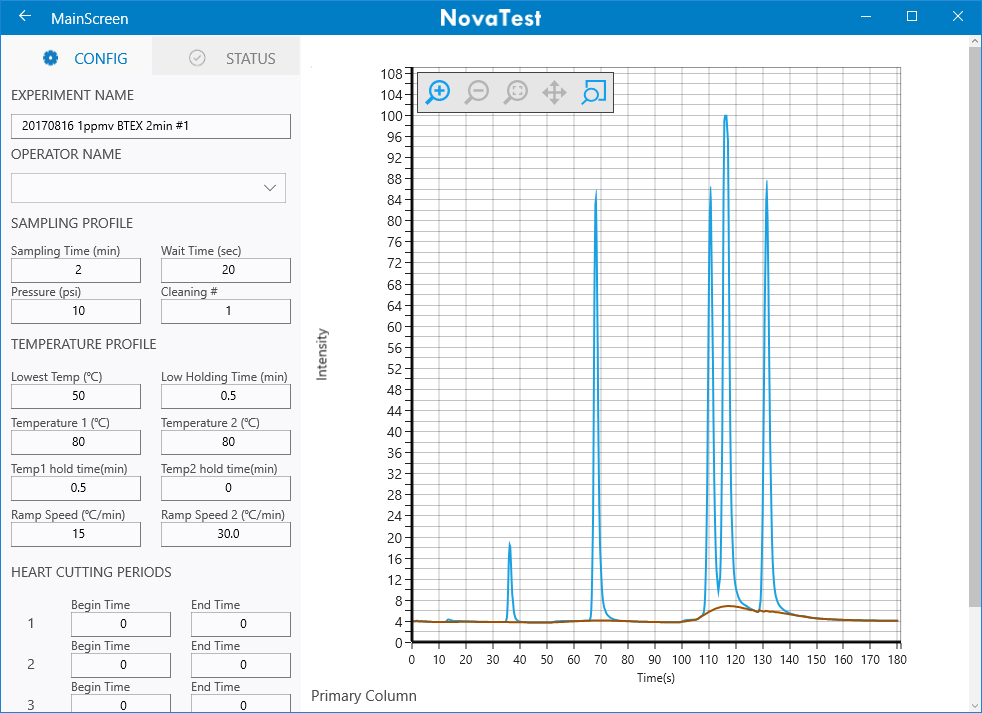 MainScreen
NovaTest
CONFIG
STATUS
EXPERIMENT NAME
20170816 1ppmv BTEX 2min #1
OPERATOR NAME
SAMPLING PROFILE
Sampling Time (min)
Wait Time (sec)
2
20
Pressure (psi)
Cleaning #
10
1
TEMPERATURE PROFILE
Lowest Temp (℃)
Low Holding Time (min)
50
0.5
Temperature 1 (℃)
Temperature 2 (℃)
80
80
Temp1 hold time(min)
Temp2 hold time(min)
0.5
0
Ramp Speed (℃/min)
Ramp Speed 2 (℃/min)
15
30.0
HEART CUTTING PERIODS
Begin Time
End Time
1
0
0
Begin Time
End Time
2
0
0
Begin Time
End Time
3
0
0
Intensity
108
104
100
96
92
88
84
80
76
72
68
64
60
56
52
48
44
40
36
32
28
24
20
16
12
8
4
0
0 10 20 30 40 50 60 70 80 90 100 110 120 130 140 150 160 170 180
Time(s)
Primary Column